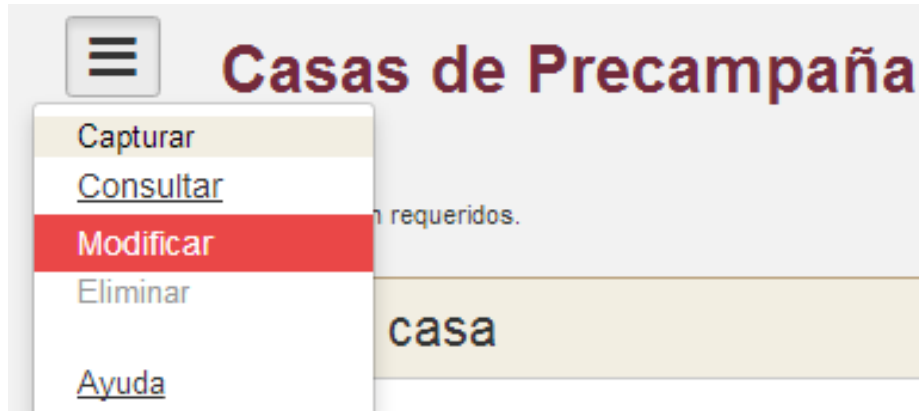 Casas de Precampaña
Capturar
Consultar
Modificar
Eliminar
Ayuda
requeridos.
casa